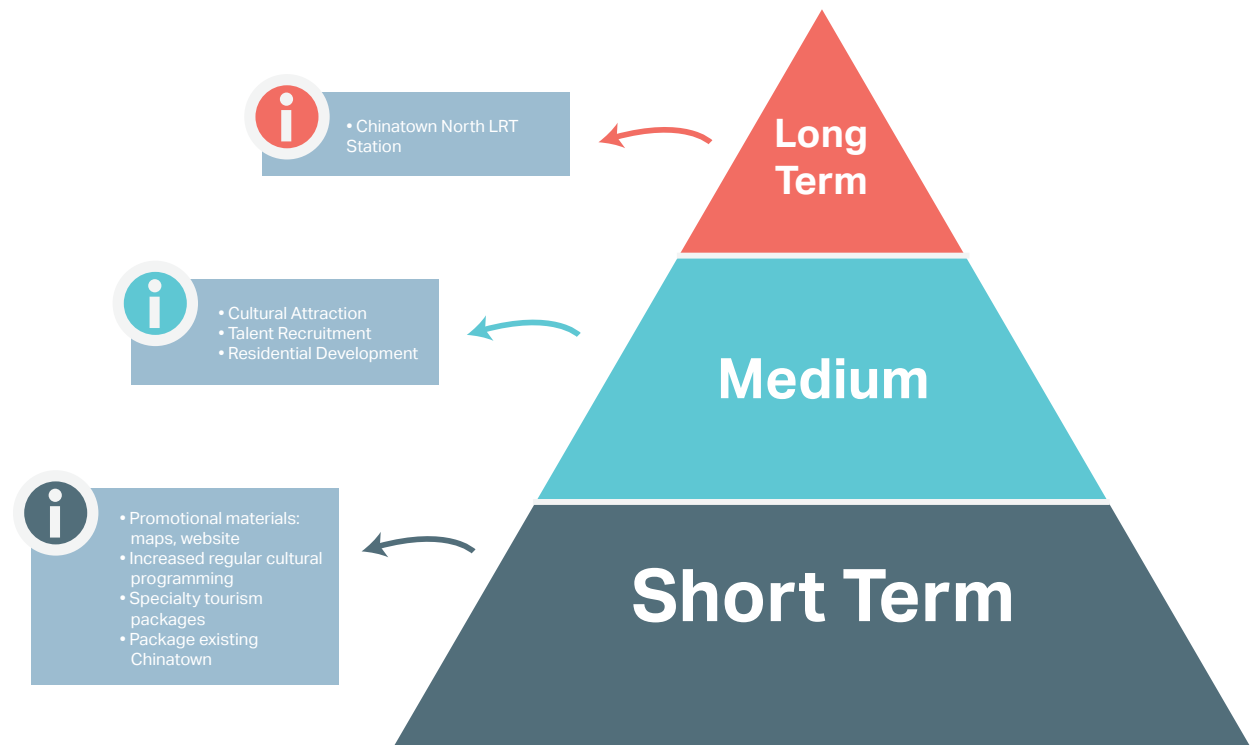 Long
Term
• Chinatown North LRT
Station
Medium
• Cultural Attraction
• Talent Recruitment
• Residential Development
Short Term
• Promotional materials:
maps, website
• Increased regular cultural
programming
• Specialty tourism
packages
• Package existing
Chinatown